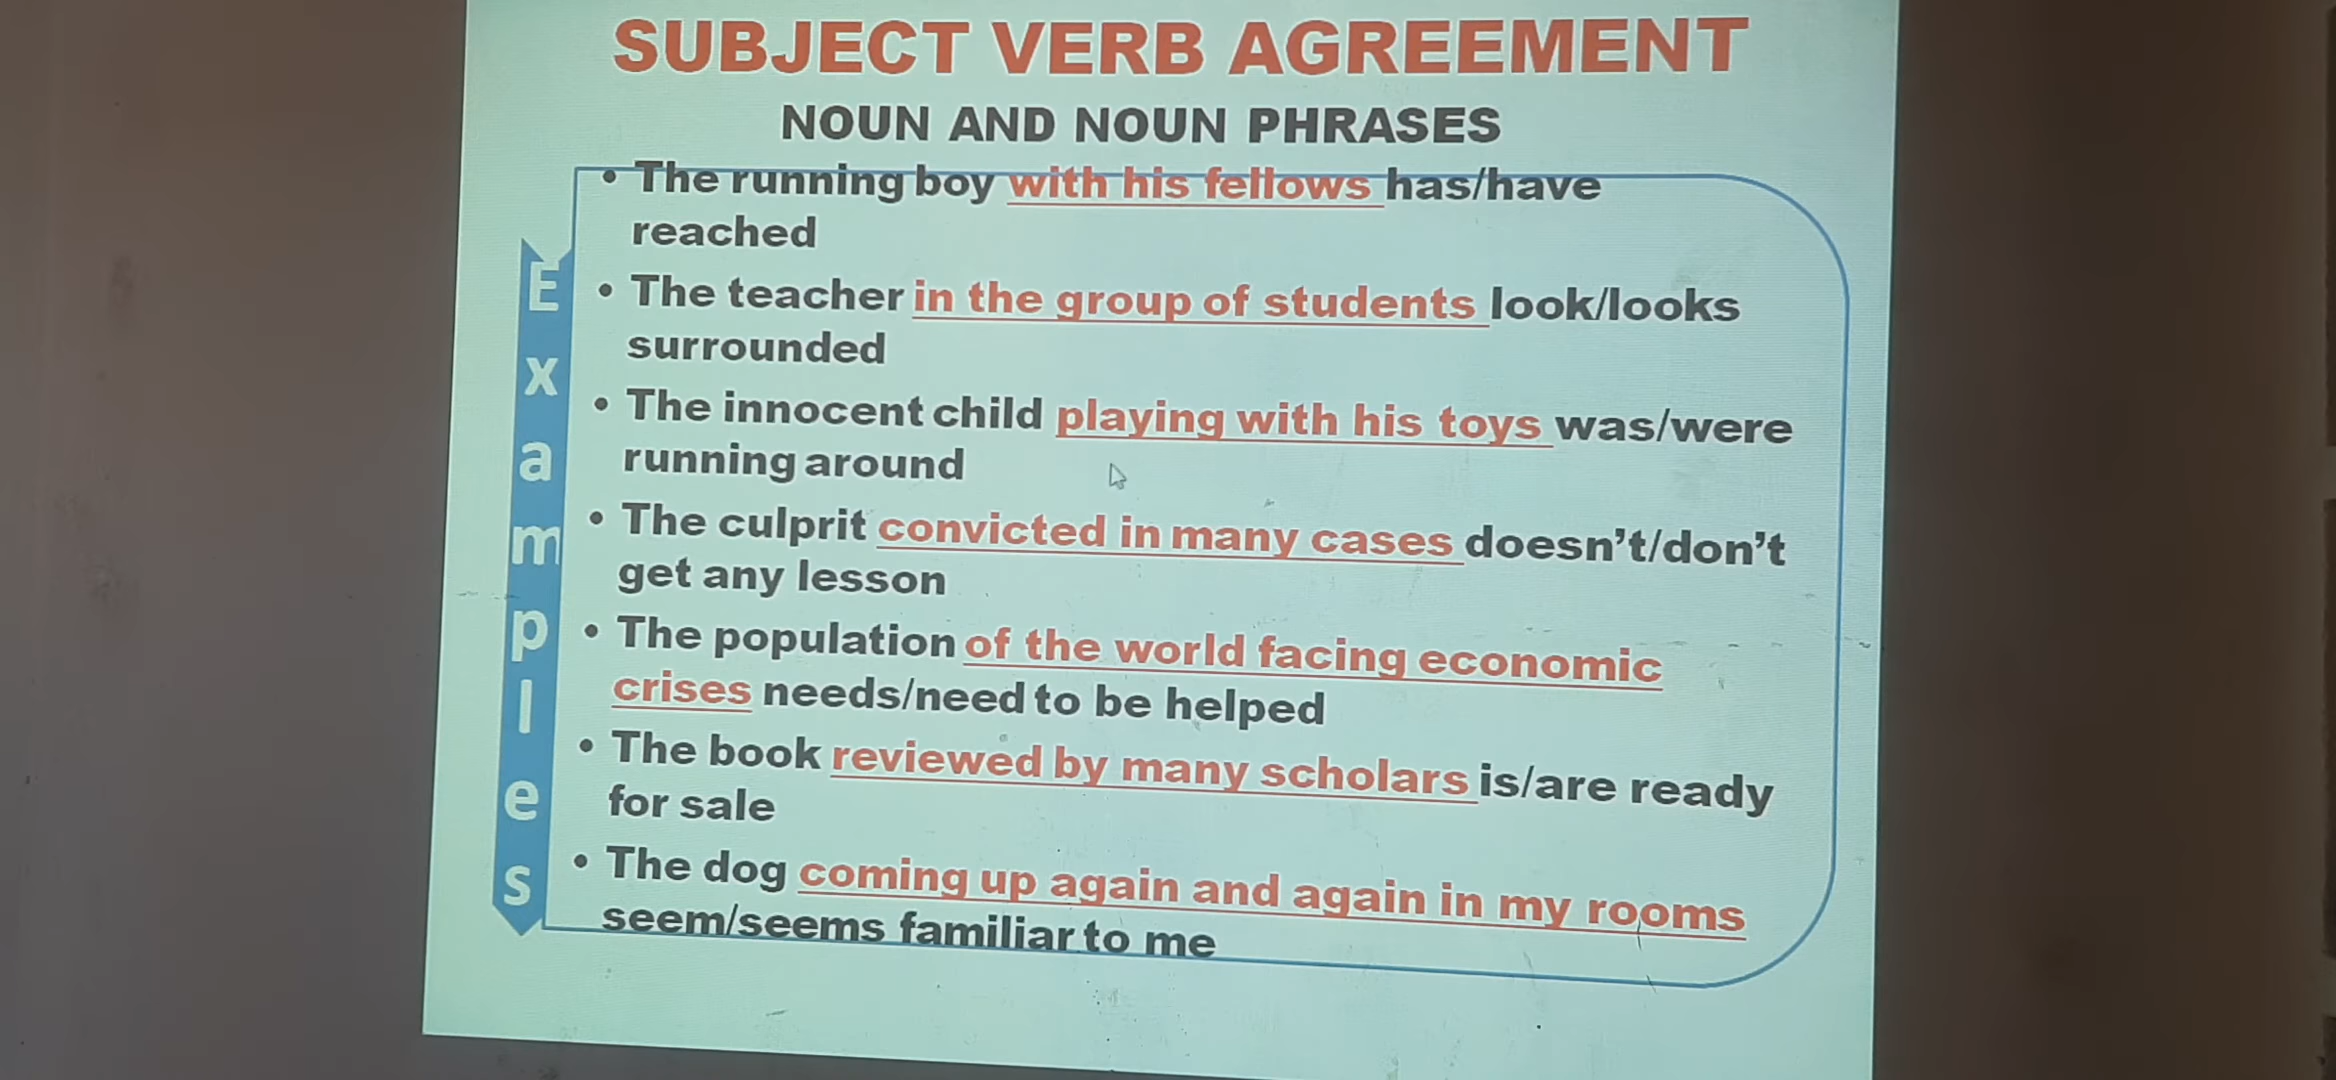 SUBJECT VERB AGREEMENT
NOUN AND NOUN PHRASES
Examples
• The running boy with his fellows has/have
reached
• The teacher in the group of students look/looks
surrounded
• The innocent child playing with his toys was/were
running around
• The culprit convicted in many cases doesn't/don't
get any lesson
• The population of the world facing economic
crises needs/need to be helped
• The book reviewed by many scholars is/are ready
for sale
• The dog coming up again and again in my rooms
seem/seems familiar to me